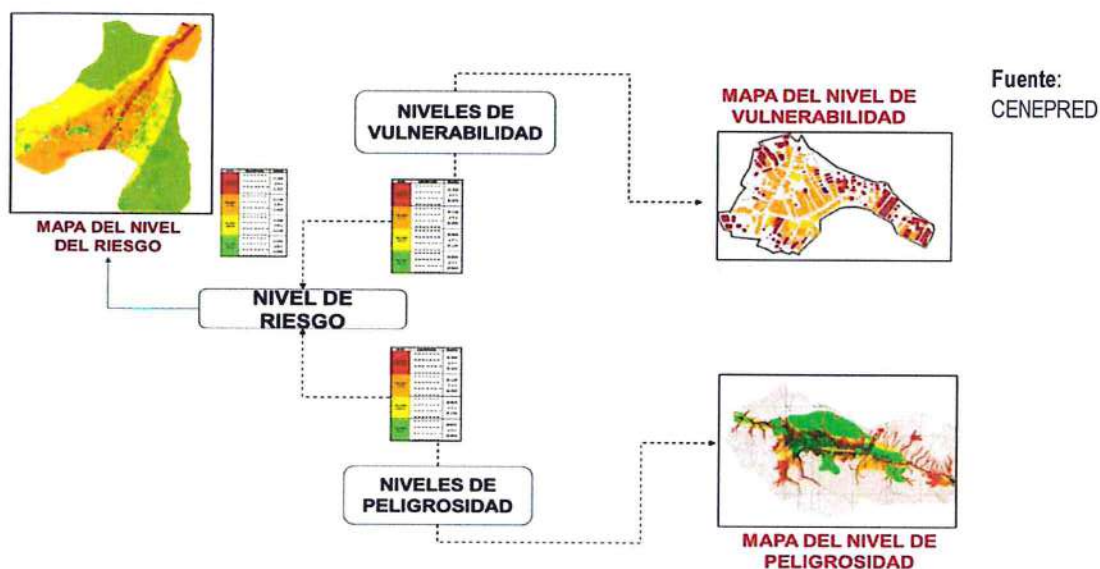 NIVELES DE
VULNERABILIDAD
MAPA DEL NIVEL DE
VULNERABILIDAD
Fuente:
CENEPRED
MAPA DEL NIVEL
DEL RIESGO
NIVEL DE
RIESGO
NIVELES DE
PELIGROSIDAD
MAPA DEL NIVEL DE
PELIGROSIDAD